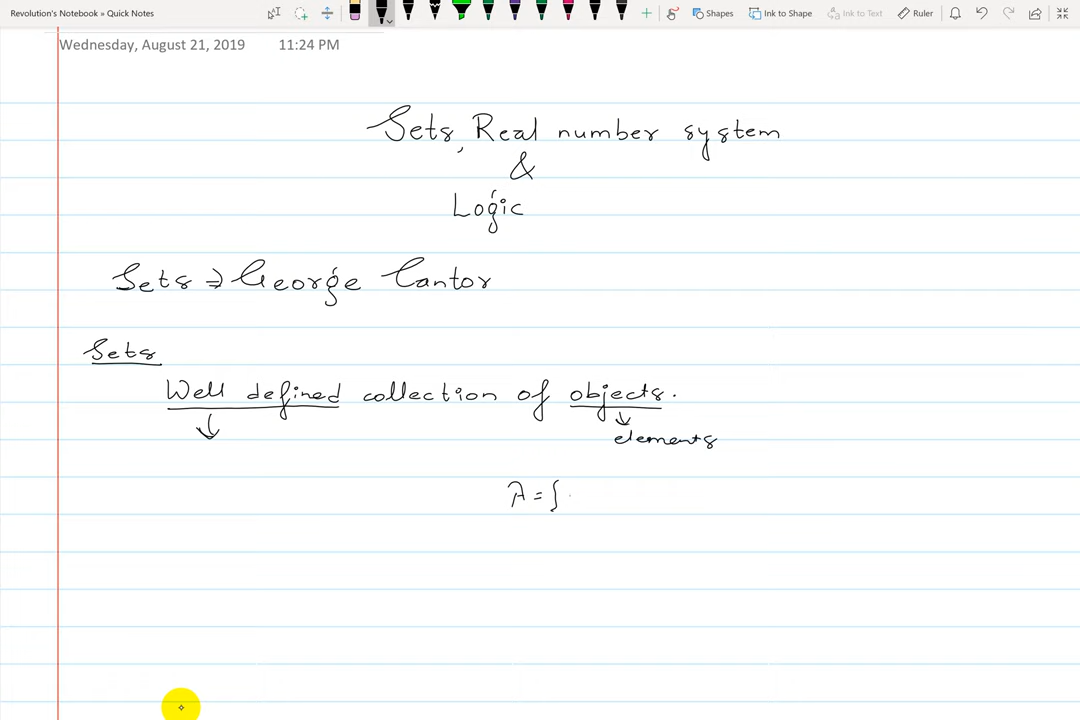 Revolution's Notebook » Quick Notes
Shapes
Ink to Shape
Ink to Text
Ruler
Wednesday, August 21, 2019 11:24 PM
Sets, Real number system
&
Logic
Sets ⇒ George Cantor
Sets
Well defined collection of objects.
↓ ↓
elements
A = {